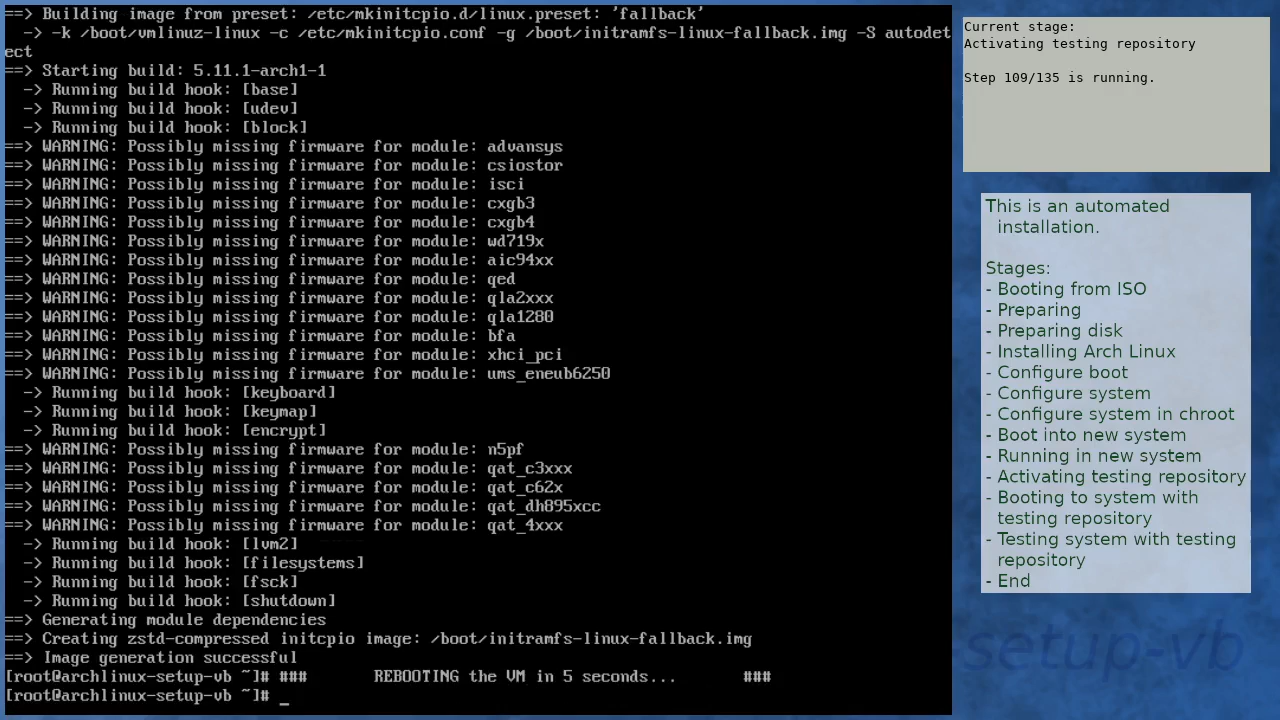 ==> Building image from preset: /etc/mkinitcpio.d/linux.preset: 'fallback'
  -> -k /boot/vmlinuz-linux -c /etc/mkinitcpio.conf -g /boot/initramfs-linux-fallback.img -S autodet
ect
==> Starting build: 5.11.1-arch1-1
  -> Running build hook: [base]
  -> Running build hook: [udev]
  -> Running build hook: [block]
==> WARNING: Possibly missing firmware for module: advansys
==> WARNING: Possibly missing firmware for module: csiostor
==> WARNING: Possibly missing firmware for module: isci
==> WARNING: Possibly missing firmware for module: cxgb3
==> WARNING: Possibly missing firmware for module: cxgb4
==> WARNING: Possibly missing firmware for module: wd719x
==> WARNING: Possibly missing firmware for module: aic94xx
==> WARNING: Possibly missing firmware for module: qed
==> WARNING: Possibly missing firmware for module: qla2xxx
==> WARNING: Possibly missing firmware for module: qla1280
==> WARNING: Possibly missing firmware for module: bfa
==> WARNING: Possibly missing firmware for module: xhci_pci
==> WARNING: Possibly missing firmware for module: ums_eneub6250
  -> Running build hook: [keyboard]
  -> Running build hook: [keymap]
  -> Running build hook: [encrypt]
==> WARNING: Possibly missing firmware for module: n5pf
==> WARNING: Possibly missing firmware for module: qat_c3xxx
==> WARNING: Possibly missing firmware for module: qat_c62x
==> WARNING: Possibly missing firmware for module: qat_dh895xcc
==> WARNING: Possibly missing firmware for module: qat_4xxx
  -> Running build hook: [lvm2]
  -> Running build hook: [filesystems]
  -> Running build hook: [fsck]
  -> Running build hook: [shutdown]
==> Generating module dependencies
==> Creating zstd-compressed initcpio image: /boot/initramfs-linux-fallback.img
==> Image generation successful
[root@archlinux-setup-vb ~]# ###       REBOOTING the VM in 5 seconds...       ###
[root@archlinux-setup-vb ~]# _
Current stage:
Activating testing repository
Step 109/135 is running.
This is an automated
installation.
Stages:
- Booting from ISO
- Preparing
- Preparing disk
- Installing Arch Linux
- Configure boot
- Configure system
- Configure system in chroot
- Boot into new system
- Running in new system
- Activating testing repository
- Booting to system with
testing repository
- Testing system with testing
repository
- End
setup-vb